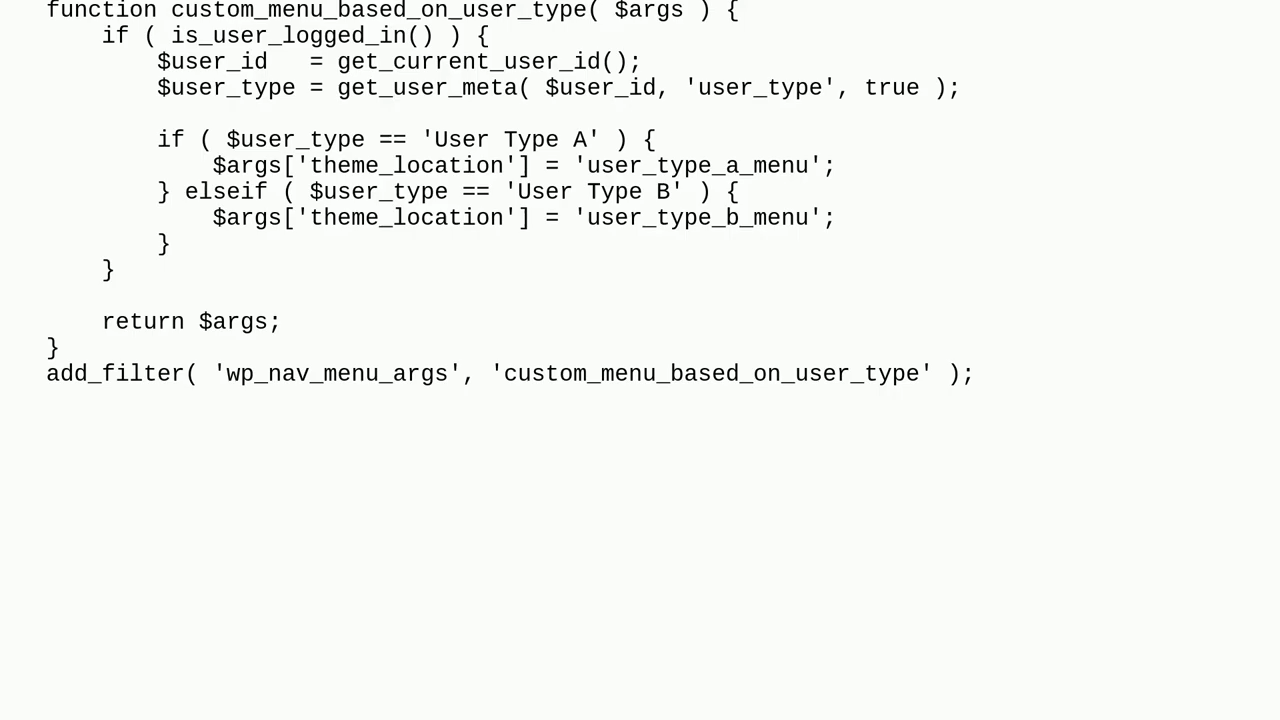 function custom_menu_based_on_user_type( $args ) {
    if ( is_user_logged_in() ) {
        $user_id   = get_current_user_id();
        $user_type = get_user_meta( $user_id, 'user_type', true );

        if ( $user_type == 'User Type A' ) {
            $args['theme_location'] = 'user_type_a_menu';
        } elseif ( $user_type == 'User Type B' ) {
            $args['theme_location'] = 'user_type_b_menu';
        }
    }

    return $args;
}
add_filter( 'wp_nav_menu_args', 'custom_menu_based_on_user_type' );